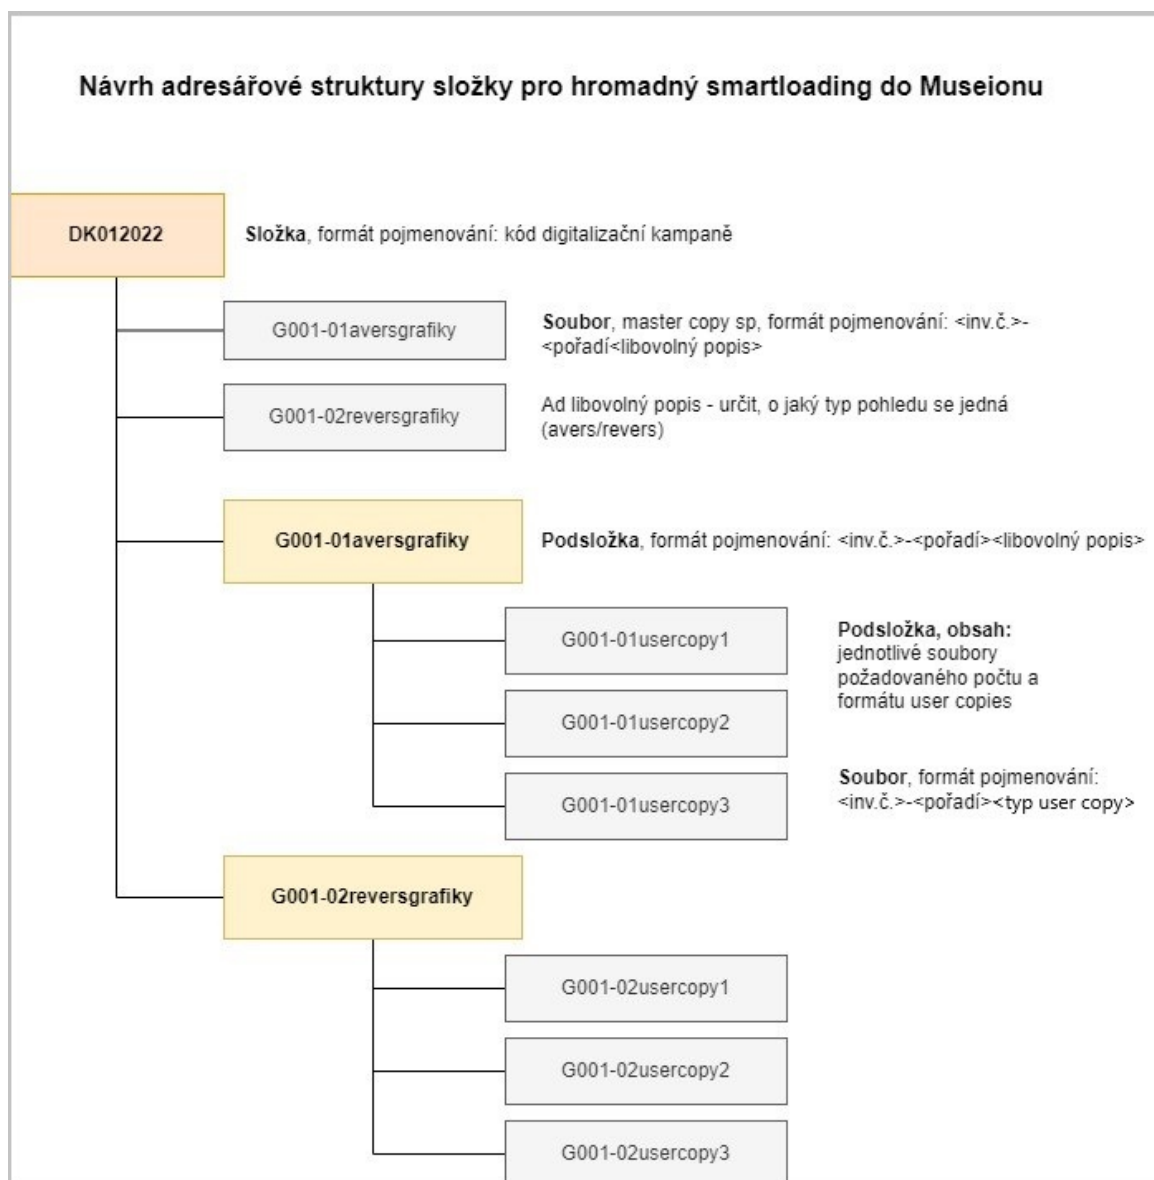 Návrh adresářové struktury složky pro hromadný smartloading do Museionu
DK012022
Složka, formát pojmenování: kód digitalizační kampaně
G001-01aversgrafiky
Soubor, master copy sp, formát pojmenování: <inv.č.>-
<pořadí<libovolný popis>
G001-02reversgrafiky
Ad libovolný popis - určit, o jaký typ pohledu se jedná
(avers/revers)
G001-01aversgrafiky
Podsložka, formát pojmenování: <inv.č.>-<pořadí><libovolný popis>
G001-01usercopy1
Podsložka, obsah:
jednotlivé soubory
požadovaného počtu a
formátu user copies
G001-01usercopy2
G001-01usercopy3
Soubor, formát pojmenování:
<inv.č.>-<pořadí><typ user copy>
G001-02reversgrafiky
G001-02usercopy1
G001-02usercopy2
G001-02usercopy3